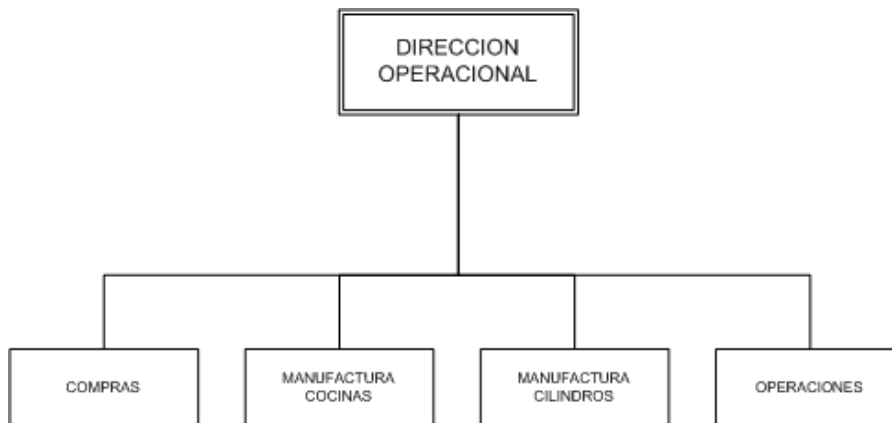 DIRECCION
OPERACIONAL
COMPRAS
MANUFACTURA
COCINAS
MANUFACTURA
CILINDROS
OPERACIONES